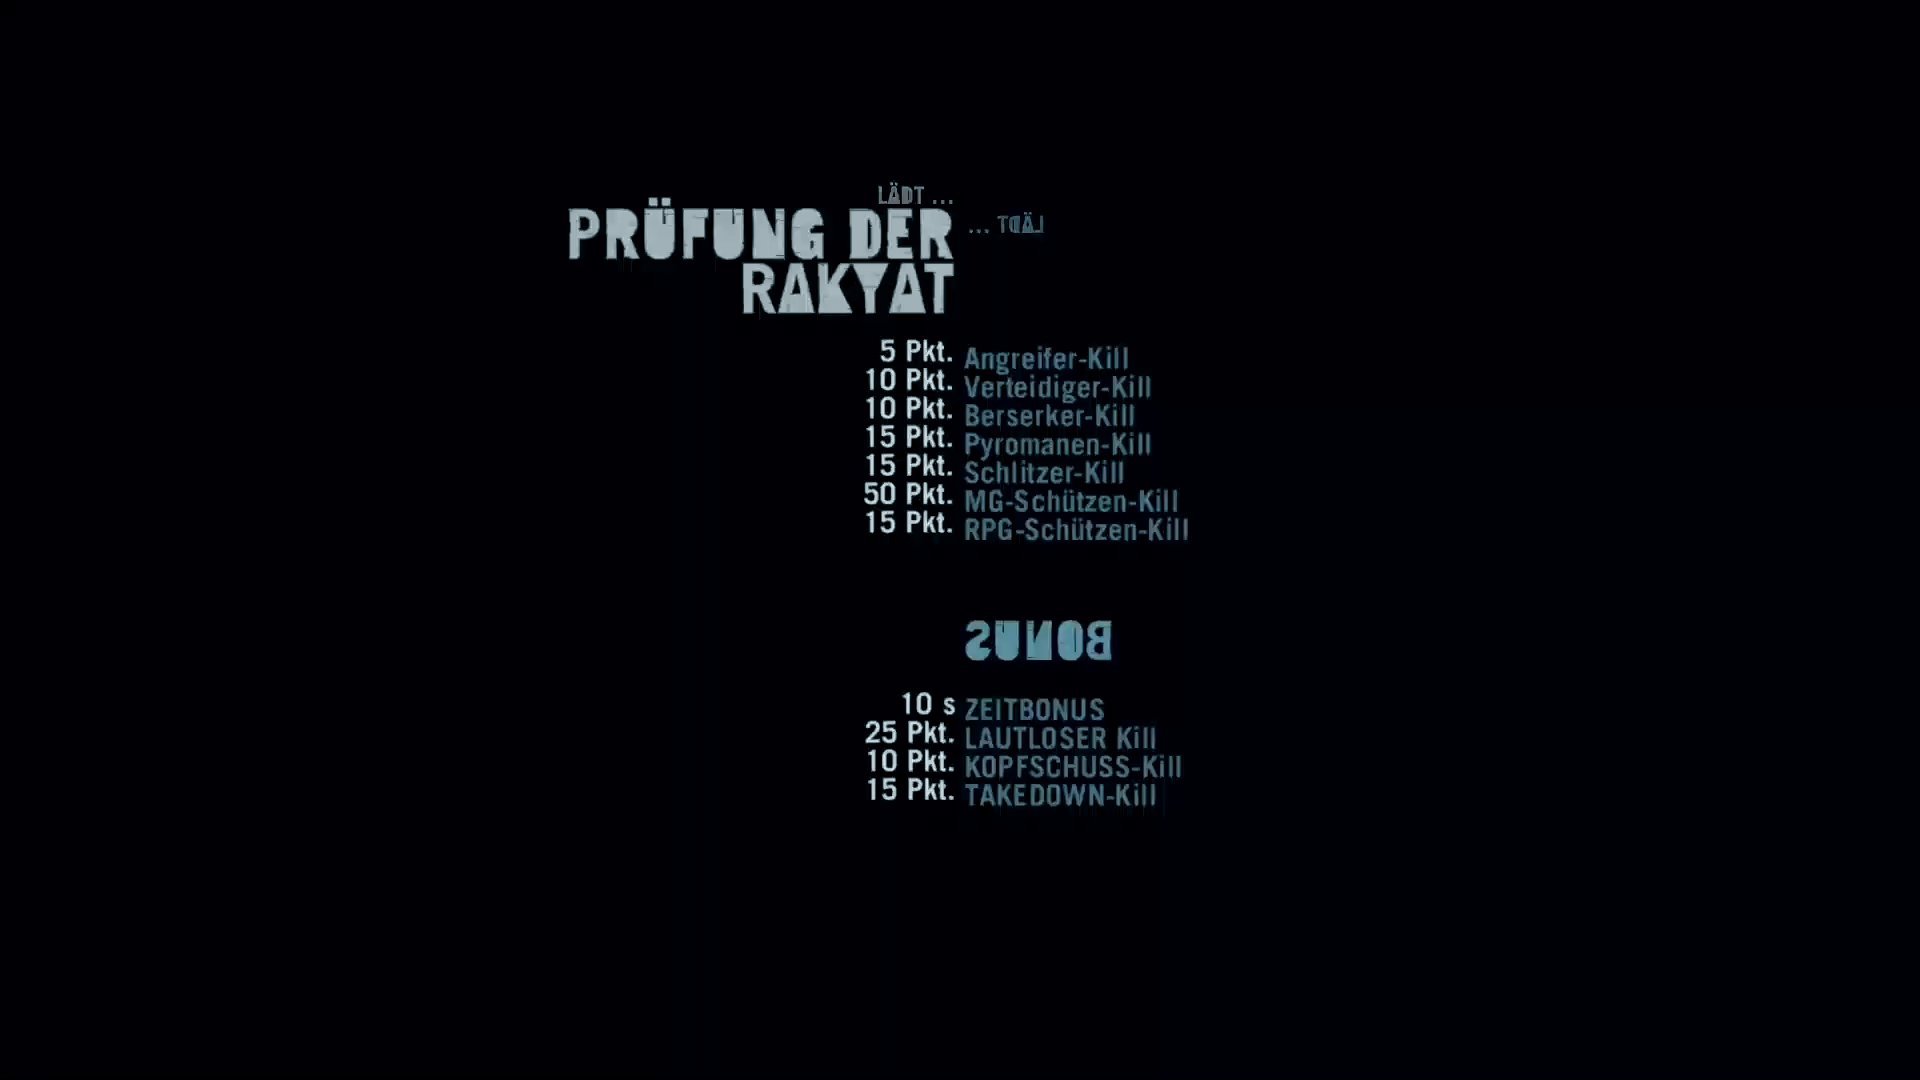 LÄDT ...
PRÜFUNG DER
RAKYAT
LÄDT ...
5 Pkt. Angreifer-Kill
10 Pkt. Verteidiger-Kill
10 Pkt. Berserker-Kill
15 Pkt. Pyromanen-Kill
15 Pkt. Schlitzer-Kill
50 Pkt. MG-Schützen-Kill
15 Pkt. RPG-Schützen-Kill
BONUS
10 s ZEITBONUS
25 Pkt. LAUTLOSER Kill
10 Pkt. KOPFSCHUSS-Kill
15 Pkt. TAKEDOWN-Kill